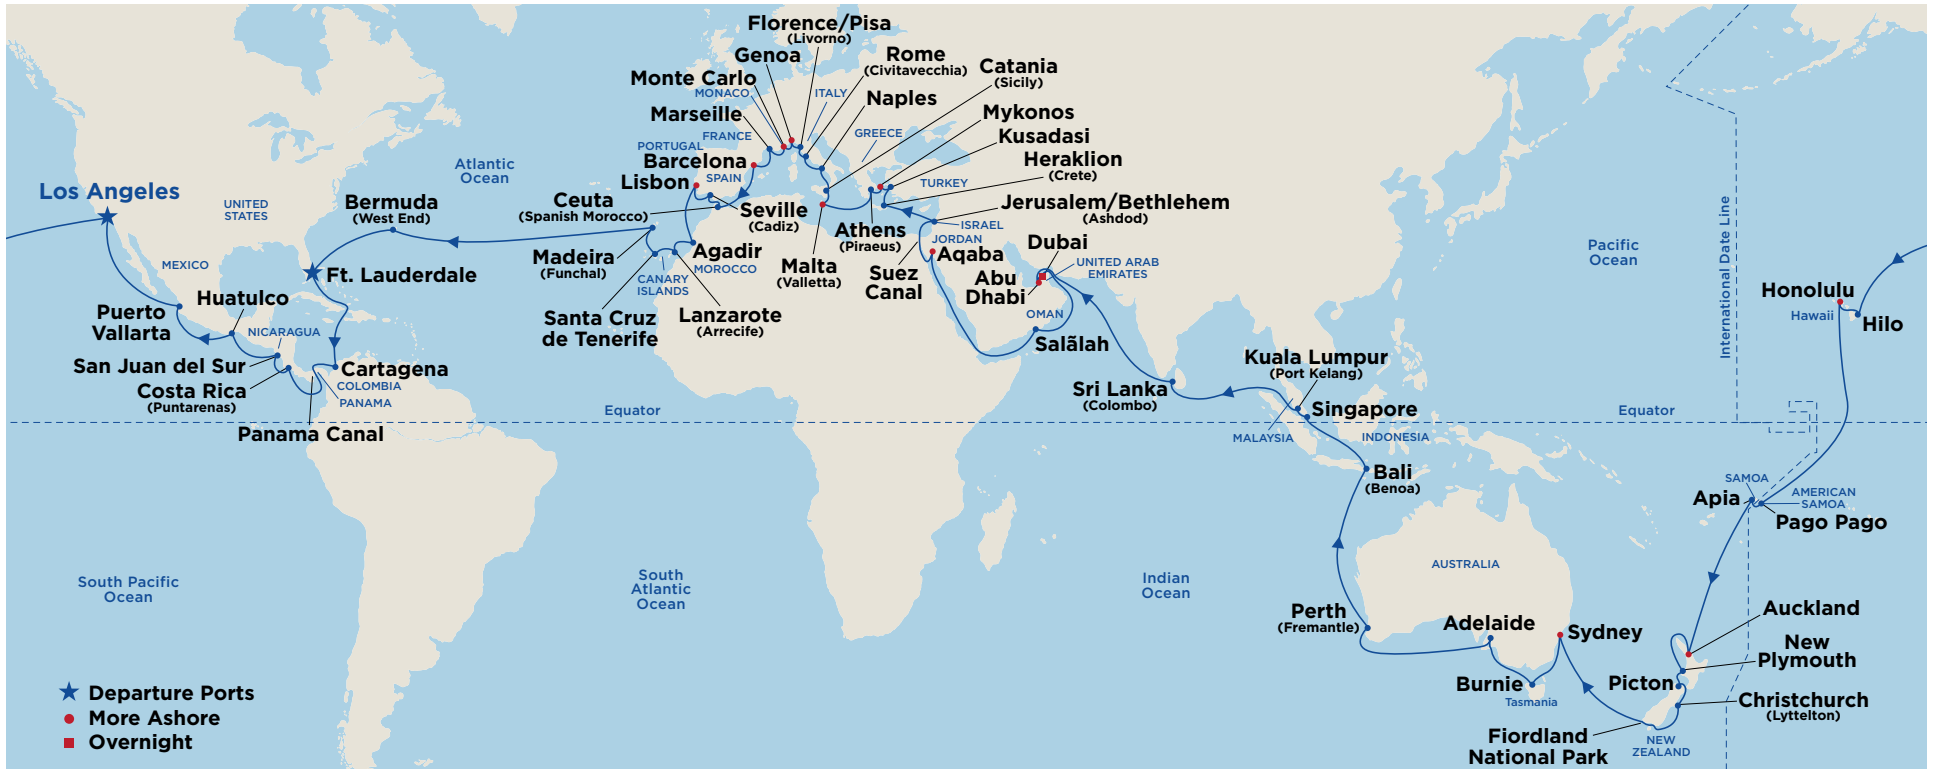 Florence/Pisa
(Livorno)
Genoa
Rome
(Civitavecchia)
Catania
(Sicily)
Monte Carlo
MONACO
ITALY
Naples
Marseille
Mykonos
FRANCE
GREECE
Kusadasi
PORTUGAL
Barcelona
Heraklion
(Crete)
Atlantic
Ocean
SPAIN
Lisbon
TURKEY
Los Angeles
UNITED
STATES
Bermuda
(West End)
Ceuta
(Spanish Morocco)
Seville
(Cadiz)
Jerusalem/Bethlehem
(Ashdod)
Athens
(Piraeus)
ISRAEL
JORDAN
Dubai
Pacific
Ocean
International Date Line
Agadir
MOROCCO
Madeira
(Funchal)
Malta
(Valletta)
Suez
Canal
Aqaba
Abu
Dhabi
UNITED ARAB
EMIRATES
MEXICO
Ft. Lauderdale
CANARY
ISLANDS
Honolulu
Hawaii
Hilo
Huatulco
Puerto
Vallarta
NICARAGUA
Santa Cruz
de Tenerife
Lanzarote
(Arrecife)
OMAN
Salãlah
San Juan del Sur
Cartagena
COLOMBIA
Costa Rica
(Puntarenas)
PANAMA
Kuala Lumpur
(Port Kelang)
Sri Lanka
(Colombo)
Singapore
Equator
Equator
Panama Canal
MALAYSIA
INDONESIA
Bali
(Benoa)
SAMOA
Apia
AMERICAN
SAMOA
Pago Pago
AUSTRALIA
South Pacific
Ocean
South
Atlantic
Ocean
Indian
Ocean
Perth
(Fremantle)
Adelaide
Sydney
Auckland
New
Plymouth
Burnie
Tasmania
Picton
Christchurch
(Lyttelton)
Fiordland
National Park
NEW
ZEALAND
Departure Ports
More Ashore
Overnight